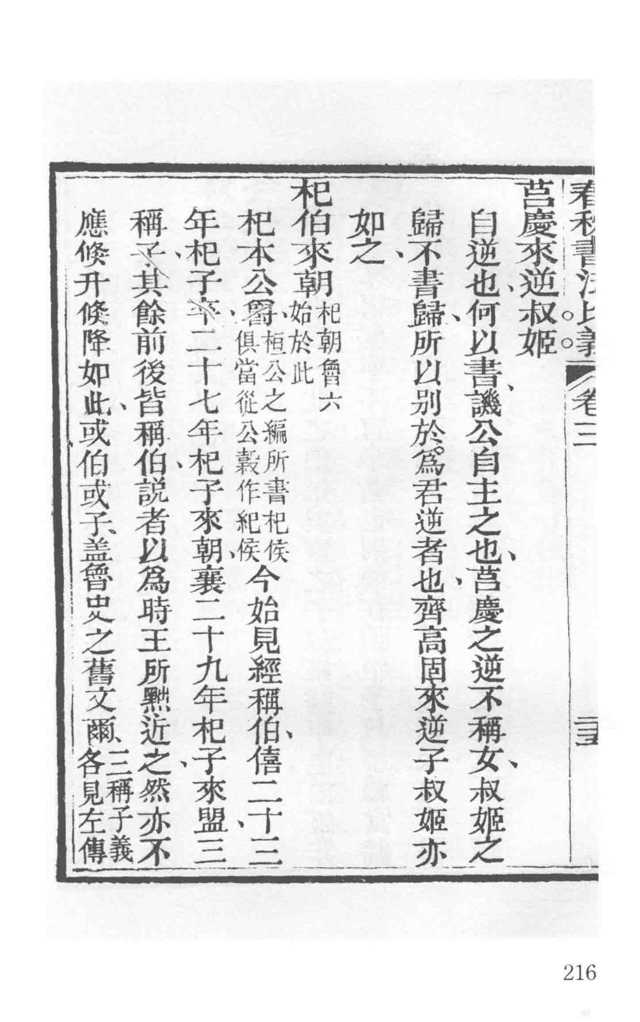 春秋書法比義 卷三 二十五
莒慶來逆叔姬
自逆也何以書譏公自主之也莒慶之逆不稱女叔姬之
歸不書歸所以别於爲君逆者也齊高固來逆子叔姬亦
如之
杞伯來朝杞朝魯六始於此
杞本公爵桓公之編所書杞侯俱當從公穀作紀侯今始見經稱伯僖二十三
年杞子卒二十七年杞子來朝襄二十九年杞子來盟三
稱子其餘前後皆稱伯説者以爲時王所黜近之然亦不
應倐升倐降如此或伯或子盖魯史之舊文爾三稱子義各見左傳
216